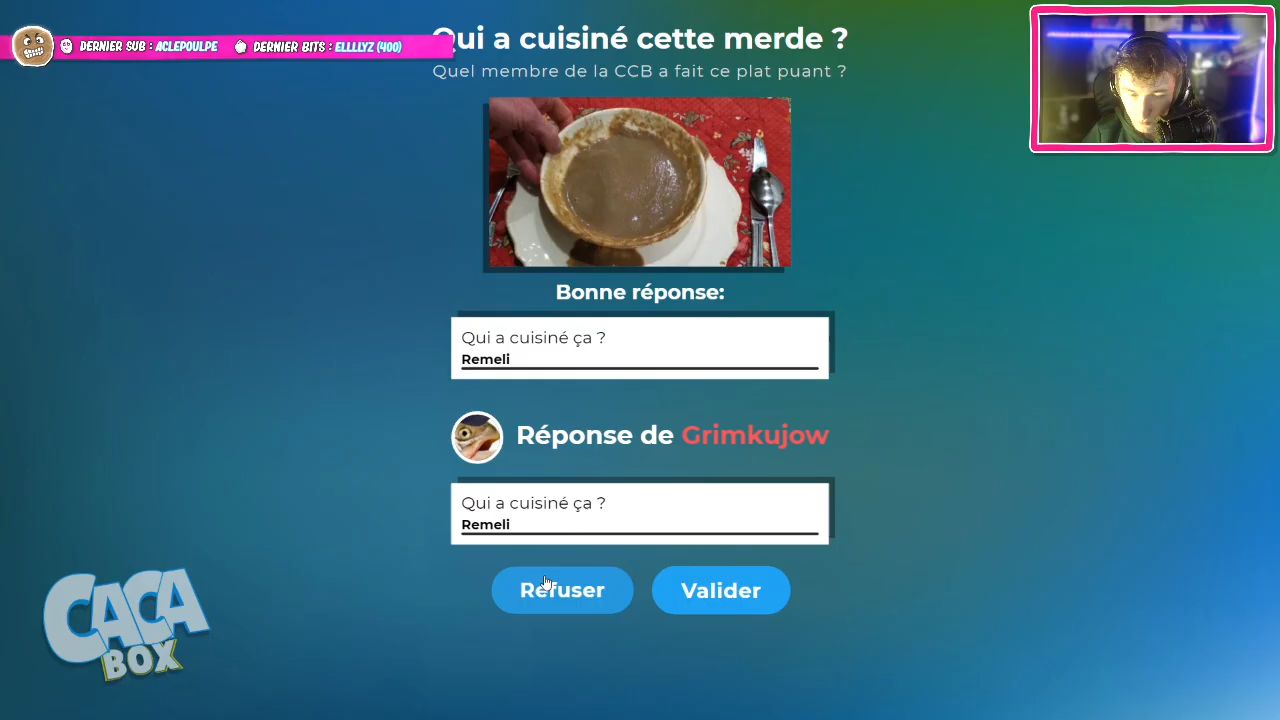 Qui a cuisiné cette merde ?
DERNIER SUB : ACLEPOULPE DERNIER BITS : ELLLLYZ (400)
Quel membre de la CCB a fait ce plat puant ?
Bonne réponse:
Qui a cuisiné ça ?
Remeli
Réponse de Grimkujow
Qui a cuisiné ça ?
Remeli
Refuser Valider
CACA
BOX